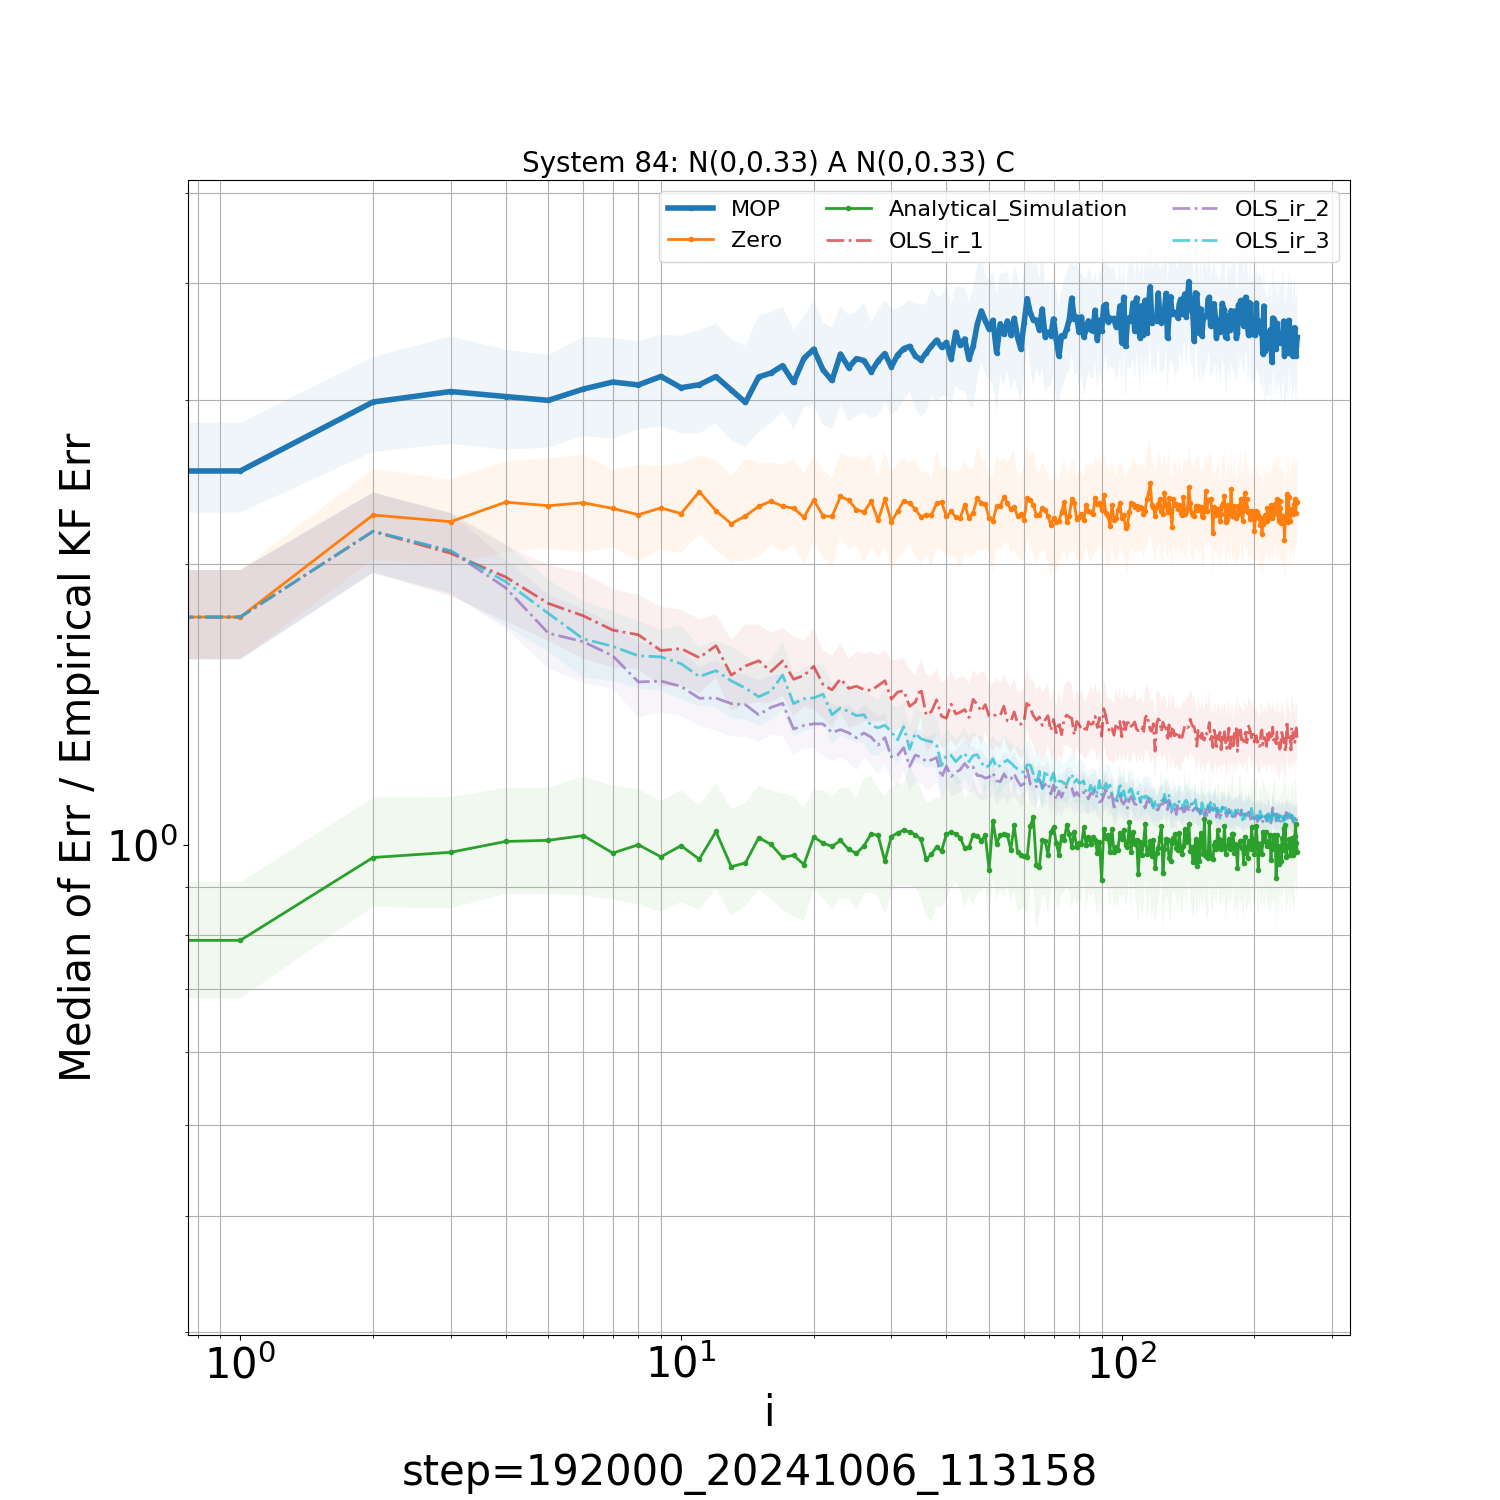 System 84: N(0,0.33) A N(0,0.33) C
MOP
Zero
Analytical_Simulation
OLS_ir_1
OLS_ir_2
OLS_ir_3
Median of Err / Empirical KF Err
10⁰
10⁰ 10¹ 10²
i
step=192000_20241006_113158